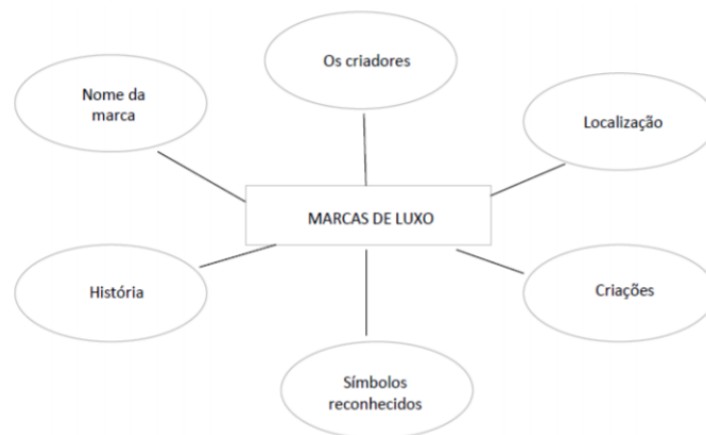 Os criadores
Nome da
marca
Localização
MARCAS DE LUXO
História
Criações
Símbolos
reconhecidos